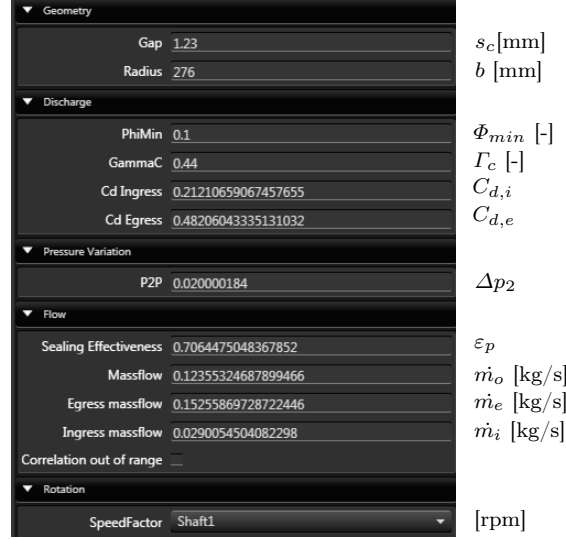 Geometry
Gap 1.23 s_c[mm]
Radius 276 b [mm]
Discharge
PhiMin 0.1 Φ_min [-]
GammaC 0.44 Γ_c [-]
Cd Ingress 0.21210659067457655 C_d,i
Cd Egress 0.48206043335131032 C_d,e
Pressure Variation
P2P 0.020000184 Δp_2
Flow
Sealing Effectiveness 0.7064475048367852 ε_p
Massflow 0.12355324687899466 ṁ_o [kg/s]
Egress massflow 0.15255869728722446 ṁ_e [kg/s]
Ingress massflow 0.0290054504082298 ṁ_i [kg/s]
Correlation out of range
Rotation
SpeedFactor Shaft1 [rpm]